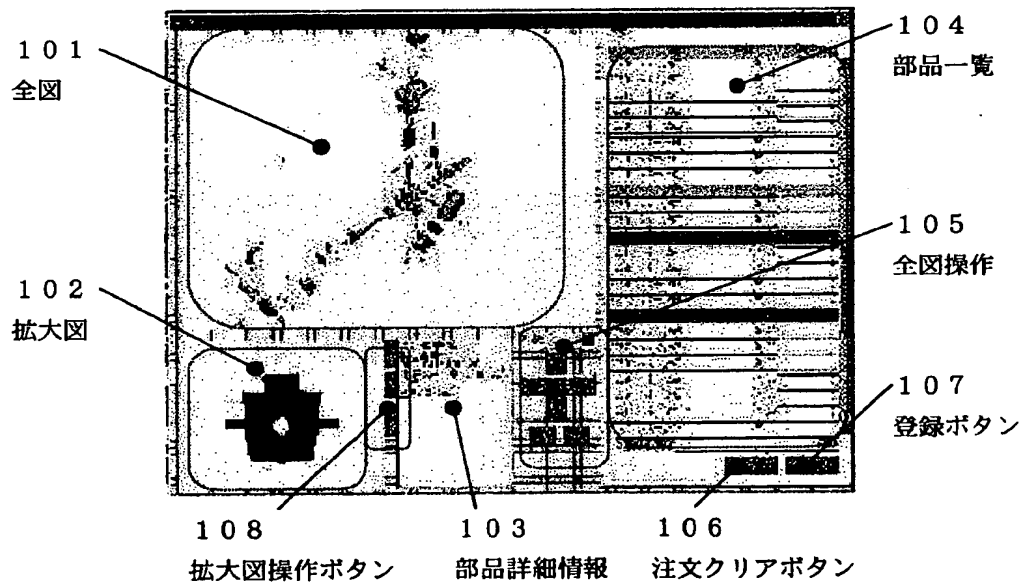 １０１
全図
１０２
拡大図
１０４
部品一覧
１０５
全図操作
１０７
登録ボタン
１０８
拡大図操作ボタン
１０３
部品詳細情報
１０６
注文クリアボタン